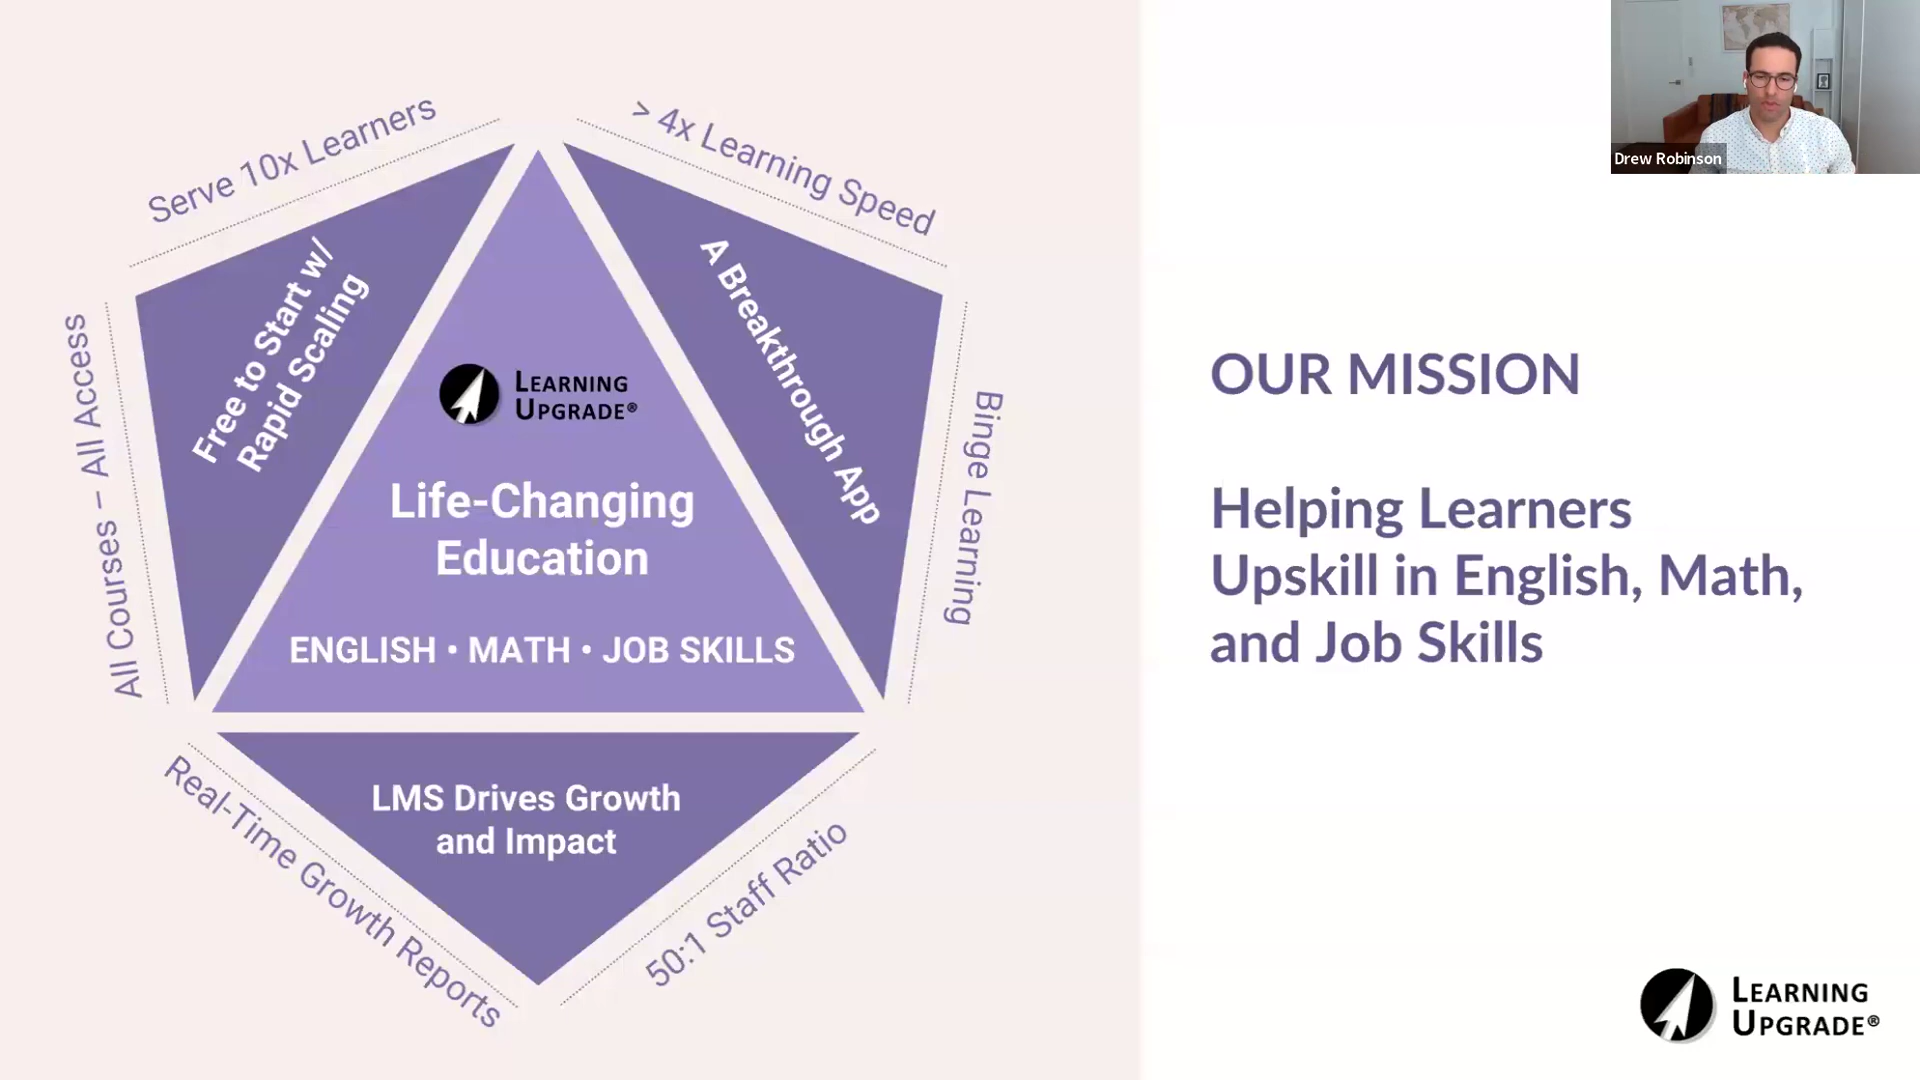 Serve 10x Learners
> 4x Learning Speed
Free to Start w/
Rapid Scaling
A Breakthrough App
All Courses – All Access
Binge Learning
LEARNING
UPGRADE®
Life-Changing
Education
ENGLISH • MATH • JOB SKILLS
LMS Drives Growth
and Impact
Real-Time Growth Reports
50:1 Staff Ratio
Drew Robinson
OUR MISSION
Helping Learners
Upskill in English, Math,
and Job Skills
LEARNING
UPGRADE®